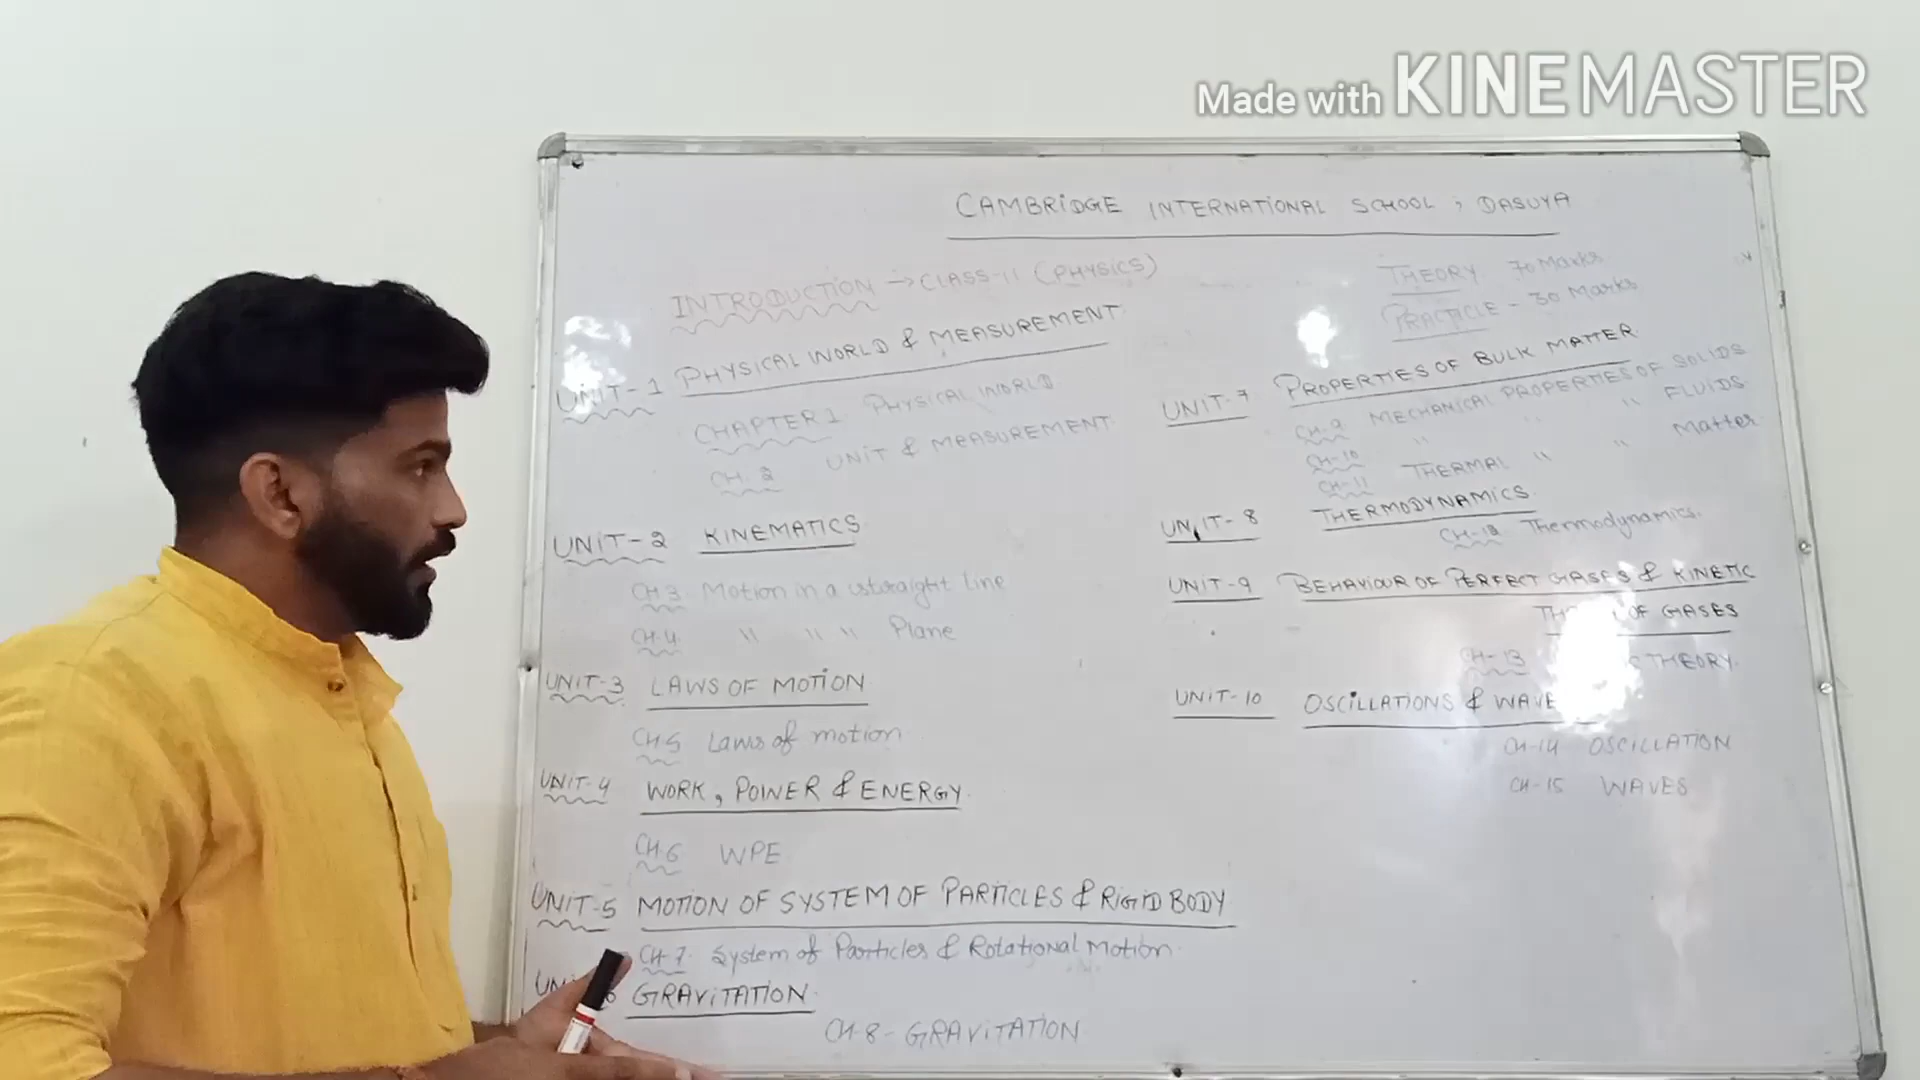 Made with KINEMASTER
CAMBRIDGE INTERNATIONAL SCHOOL, DASUYA
INTRODUCTION → CLASS-11 (PHYSICS)
THEORY 70 Marks
PRACTICLE - 30 Marks
UNIT-1 PHYSICAL WORLD & MEASUREMENT
CHAPTER 1 PHYSICAL WORLD
CH. 2 UNIT & MEASUREMENT
UNIT-2 KINEMATICS
CH 3 Motion in a straight line
CH-4 " " " Plane
UNIT-3 LAWS OF MOTION
CH-5 Laws of motion
UNIT-4 WORK, POWER & ENERGY
CH-6 WPE
UNIT-5 MOTION OF SYSTEM OF PARTICLES & RIGID BODY
CH-7. System of Particles & Rotational Motion
GRAVITATION
CH-8 - GRAVITATION
UNIT-7 PROPERTIES OF BULK MATTER
CH-9 MECHANICAL PROPERTIES OF SOLIDS
CH-10 " " " FLUIDS
CH-11 THERMAL " " Matter
UNIT-8 THERMODYNAMICS
CH-12 Thermodynamics.
UNIT-9 BEHAVIOUR OF PERFECT GASES & KINETIC
OF GASES
CH-13 THEORY
UNIT-10 OSCILLATIONS & WAVE
CH-14 OSCILLATION
CH-15 WAVES